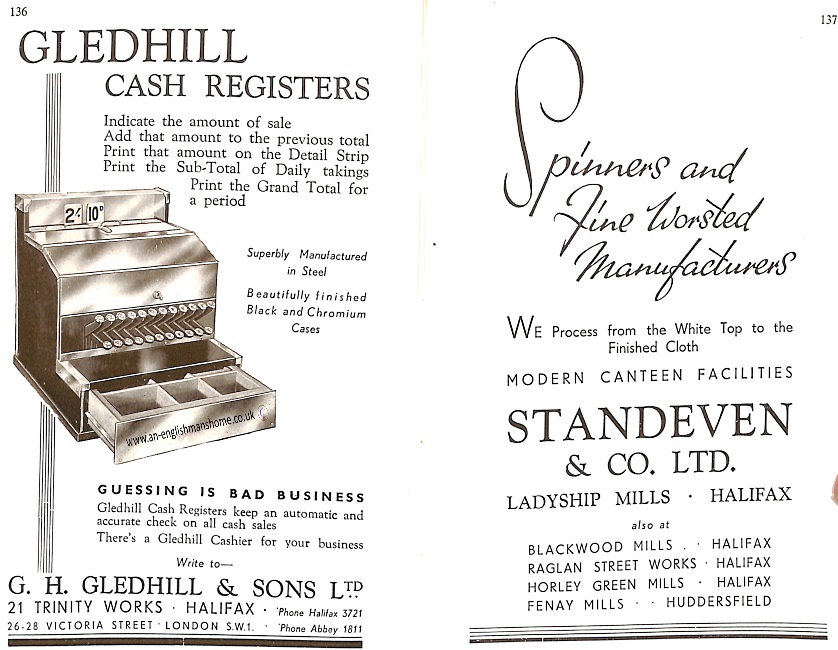 136
GLEDHILL
CASH REGISTERS
Indicate the amount of sale
Add that amount to the previous total
Print that amount on the Detail Strip
Print the Sub-Total of Daily takings
Print the Grand Total for
a period
2/- 10D
Superbly Manufactured
in Steel
Beautifully finished
Black and Chromium
Cases
www.an-englishmanshome.co.uk
GUESSING IS BAD BUSINESS
Gledhill Cash Registers keep an automatic and
accurate check on all cash sales
There's a Gledhill Cashier for your business
Write to—
G. H. GLEDHILL & SONS LTD.
21 TRINITY WORKS · HALIFAX · 'Phone Halifax 3721
26-28 VICTORIA STREET · LONDON S.W.1. · 'Phone Abbey 1811
137
Spinners and
Fine Worsted
Manufacturers
WE Process from the White Top to the
Finished Cloth
MODERN CANTEEN FACILITIES
STANDEVEN
& CO. LTD.
LADYSHIP MILLS · HALIFAX
also at
BLACKWOOD MILLS . · HALIFAX
RAGLAN STREET WORKS · HALIFAX
HORLEY GREEN MILLS · HALIFAX
FENAY MILLS · · HUDDERSFIELD